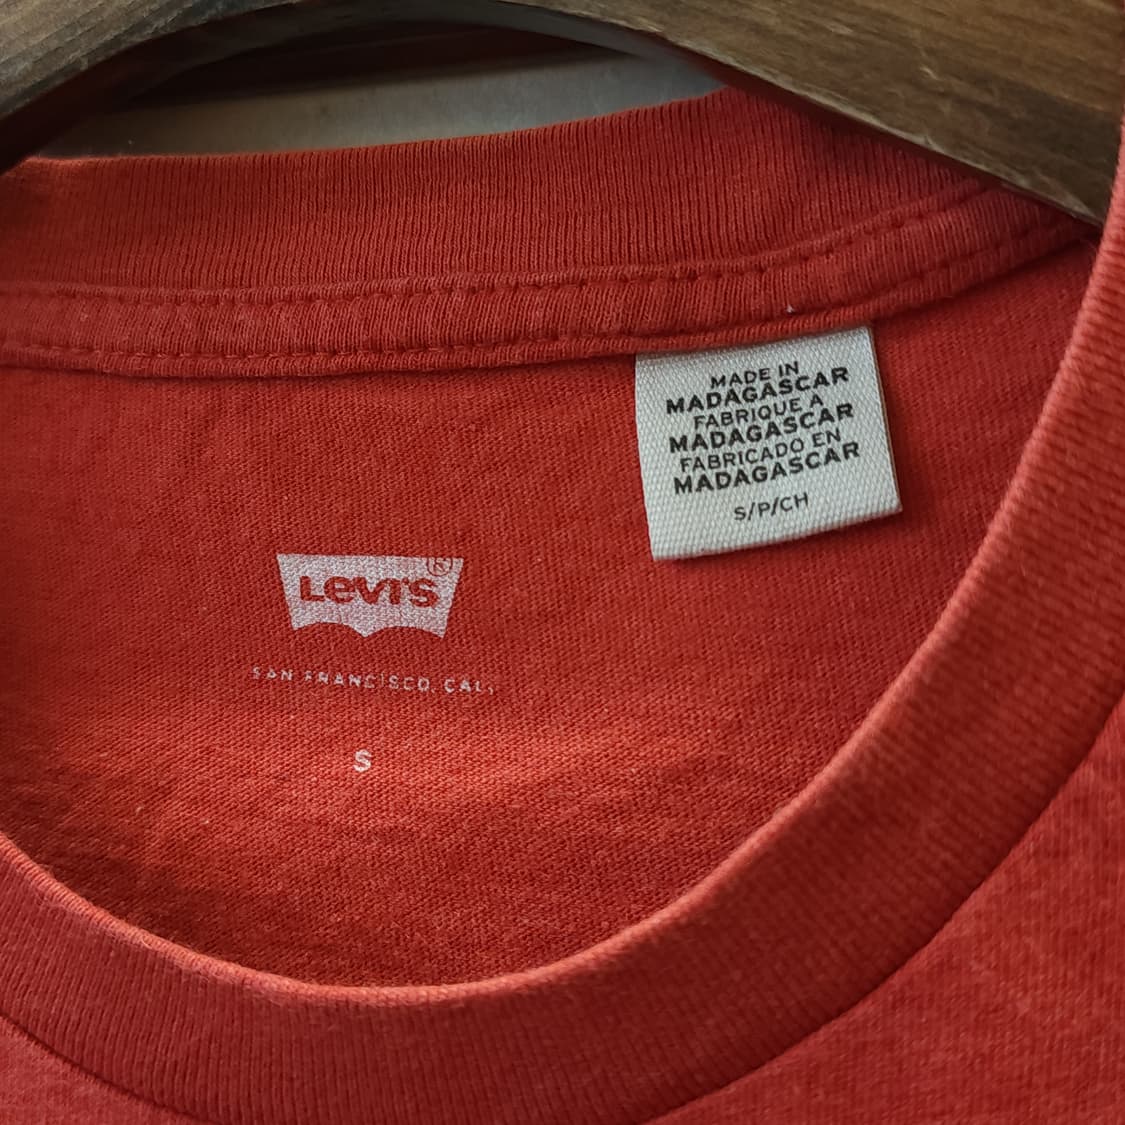 MADE IN
MADAGASCAR
FABRIQUE A
MADAGASCAR
FABRICADO EN
MADAGASCAR
S/P/CH
LEVI'S ®
SAN FRANCISCO, CAL.
S